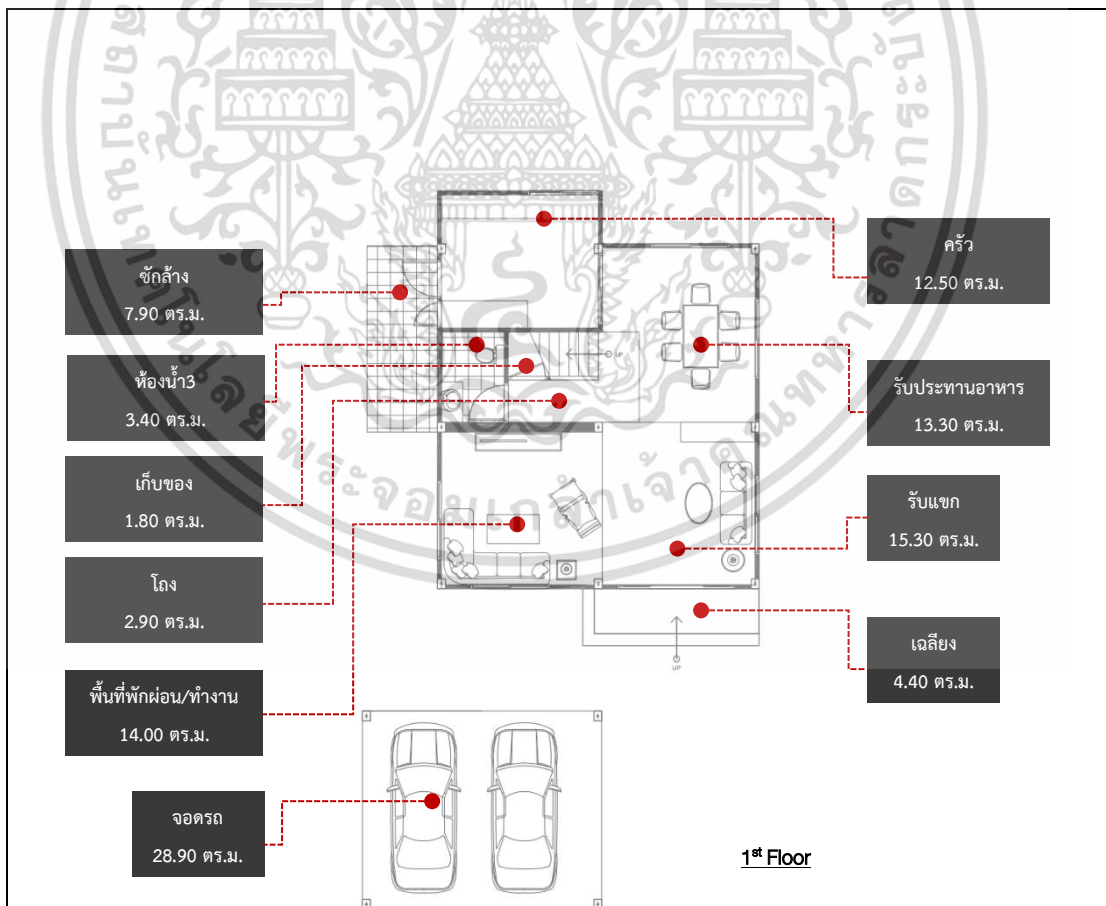 ซักล้าง
7.90 ตร.ม.
ห้องน้ำ3
3.40 ตร.ม.
เก็บของ
1.80 ตร.ม.
โถง
2.90 ตร.ม.
พื้นที่พักผ่อน/ทำงาน
14.00 ตร.ม.
จอดรถ
28.90 ตร.ม.
ครัว
12.50 ตร.ม.
รับประทานอาหาร
13.30 ตร.ม.
รับแขก
15.30 ตร.ม.
เฉลียง
4.40 ตร.ม.
UP
UP
1st Floor